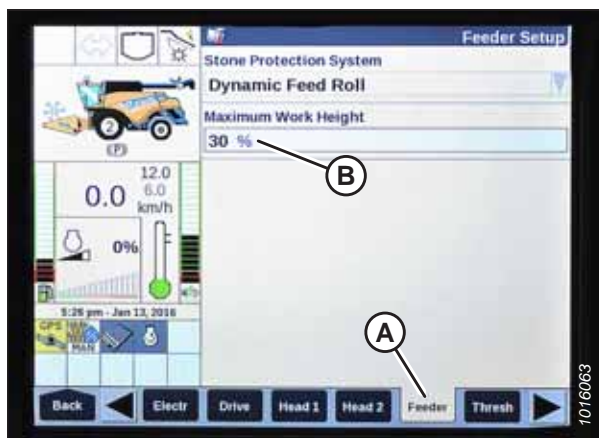 Feeder Setup
Stone Protection System
Dynamic Feed Roll
Maximum Work Height
30 %
B
2
(P)
12.0
0.0 6.0
km/h
0%
5:26 pm - Jan 13, 2016
GPS
MAN
A
Back Electr Drive Head 1 Head 2 Feeder Thresh
1016063